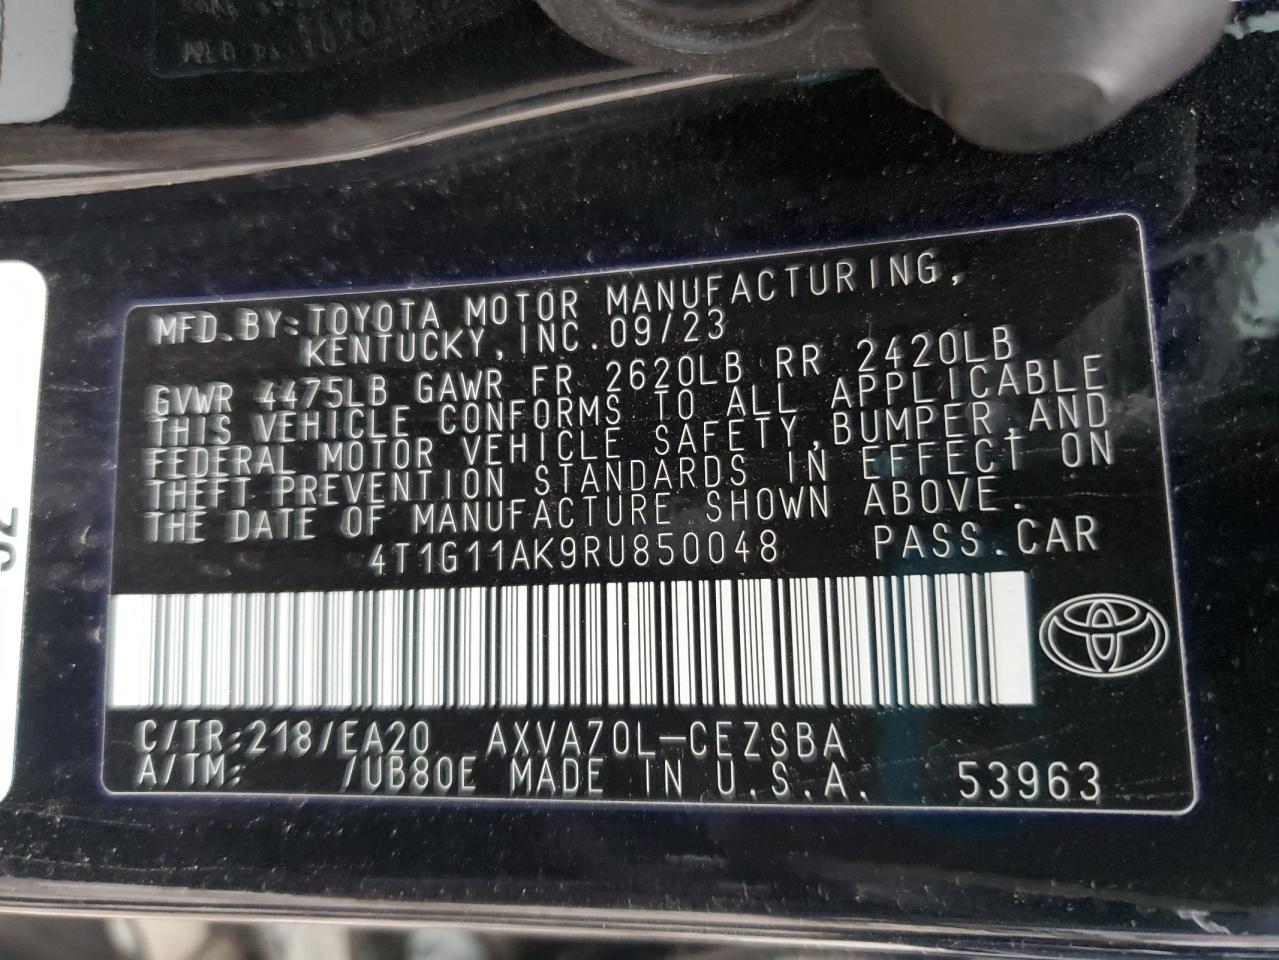 MFD.BY:TOYOTA MOTOR MANUFACTURING,
KENTUCKY,INC.09/23
GVWR 4475LB GAWR FR 2620LB RR 2420LB
THIS VEHICLE CONFORMS TO ALL APPLICABLE
FEDERAL MOTOR VEHICLE SAFETY,BUMPER,AND
THEFT PREVENTION STANDARDS IN EFFECT ON
THE DATE OF MANUFACTURE SHOWN ABOVE.
4T1G11AK9RU850048 PASS.CAR
C/TR:218/EA20 AXVA70L-CEZSBA
A/TM: /UB80E MADE IN U.S.A. 53963